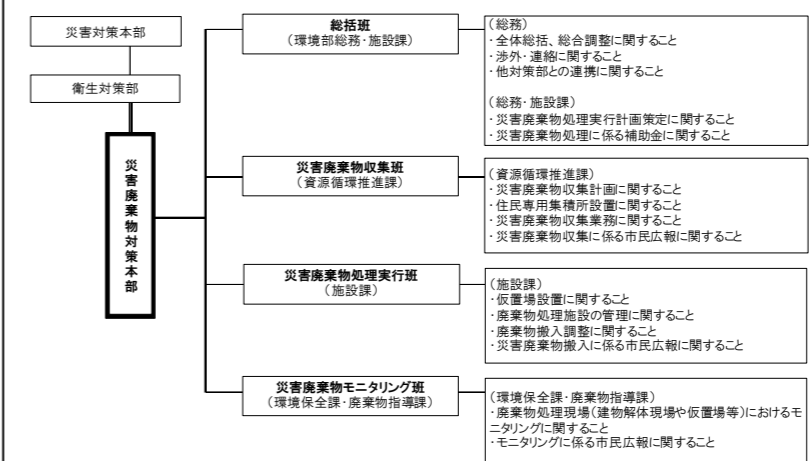 災害対策本部
衛生対策部
災害廃棄物対策本部
総括班
（環境部総務・施設課）
（総務）
・全体総括、総合調整に関すること
・渉外・連絡に関すること
・他対策部との連携に関すること
（総務・施設課）
・災害廃棄物処理実行計画策定に関すること
・災害廃棄物処理に係る補助金に関すること
災害廃棄物収集班
（資源循環推進課）
（資源循環推進課）
・災害廃棄物収集計画に関すること
・住民専用集積所設置に関すること
・災害廃棄物収集業務に関すること
・災害廃棄物収集に係る市民広報に関すること
災害廃棄物処理実行班
（施設課）
（施設課）
・仮置場設置に関すること
・廃棄物処理施設の管理に関すること
・廃棄物搬入調整に関すること
・災害廃棄物搬入に係る市民広報に関すること
災害廃棄物モニタリング班
（環境保全課・廃棄物指導課）
（環境保全課・廃棄物指導課）
・廃棄物処理現場（建物解体現場や仮置場等）におけるモ
ニタリングに関すること
・モニタリングに係る市民広報に関すること